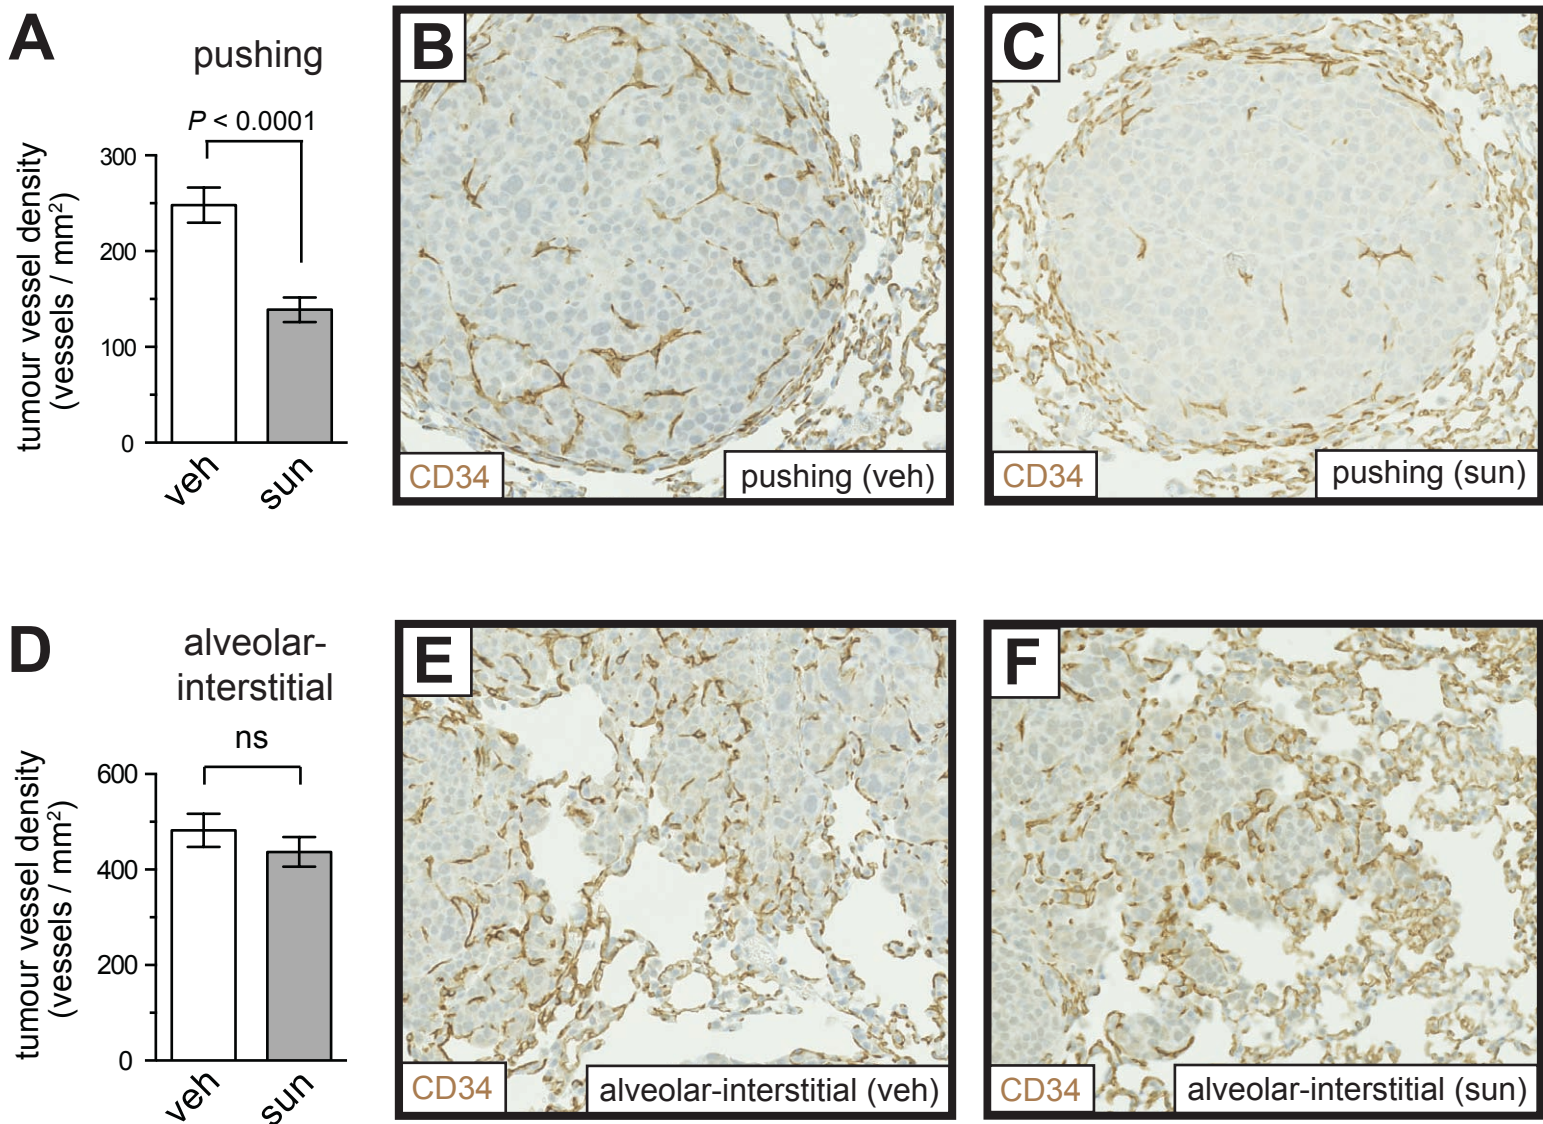 A
pushing
P < 0.0001
tumour vessel density
(vessels / mm²)
300
200
100
0
veh
sun
B
CD34
pushing (veh)
C
CD34
pushing (sun)
D
alveolar-
interstitial
ns
tumour vessel density
(vessels / mm²)
600
400
200
0
veh
sun
E
CD34
alveolar-interstitial (veh)
F
CD34
alveolar-interstitial (sun)